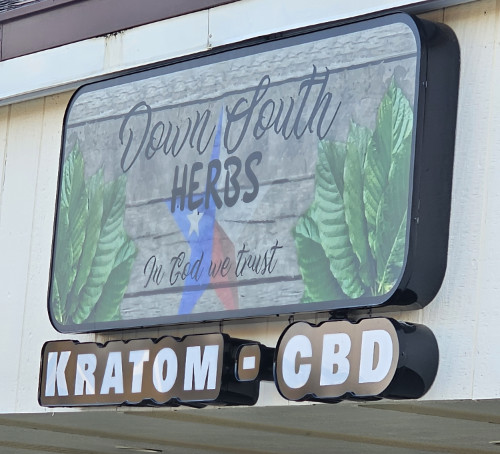 Down South
HERBS
In God we trust
KRATOM - CBD